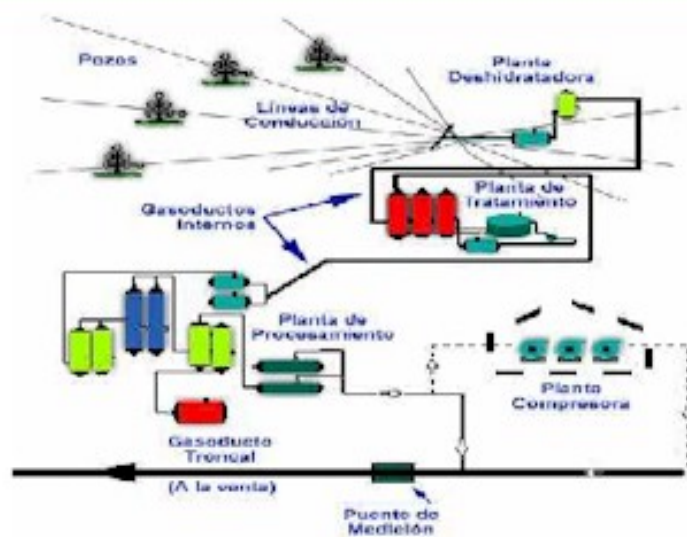 Pozos
Planta
Deshidratadora
Líneas de
Conducción
Planta de
Tratamiento
Gasoductos
Internos
Planta de
Procesamiento
Planta
Compresora
Gasoducto
Troncal
(A la venta)
Puente de
Medición